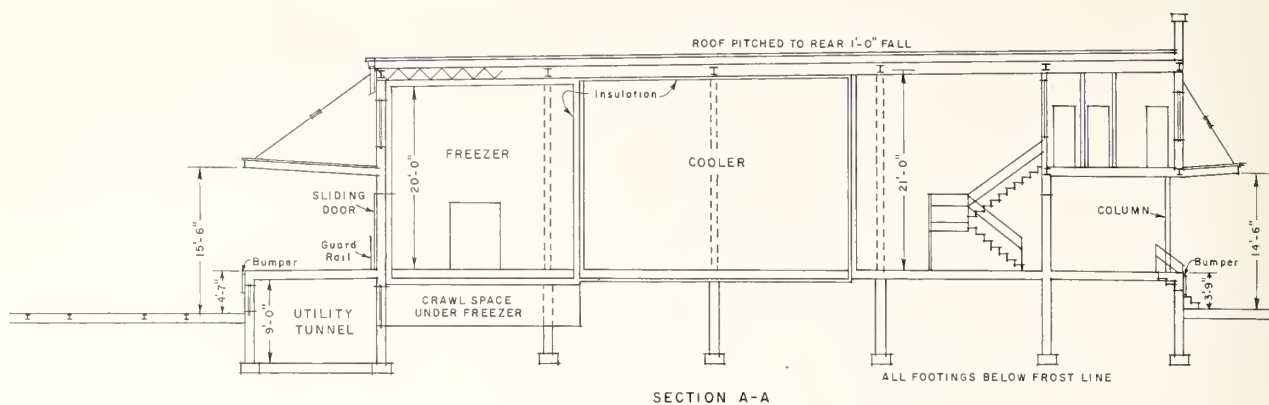 ROOF PITCHED TO REAR 1'-0" FALL
Insulation
FREEZER
COOLER
20'-0"
21'-0"
SLIDING
DOOR
COLUMN
15'-6"
14'-6"
Guard
Rail
Bumper
Bumper
4'-7"
3'-9"
CRAWL SPACE
UNDER FREEZER
UTILITY
TUNNEL
9'-0"
ALL FOOTINGS BELOW FROST LINE
SECTION A-A